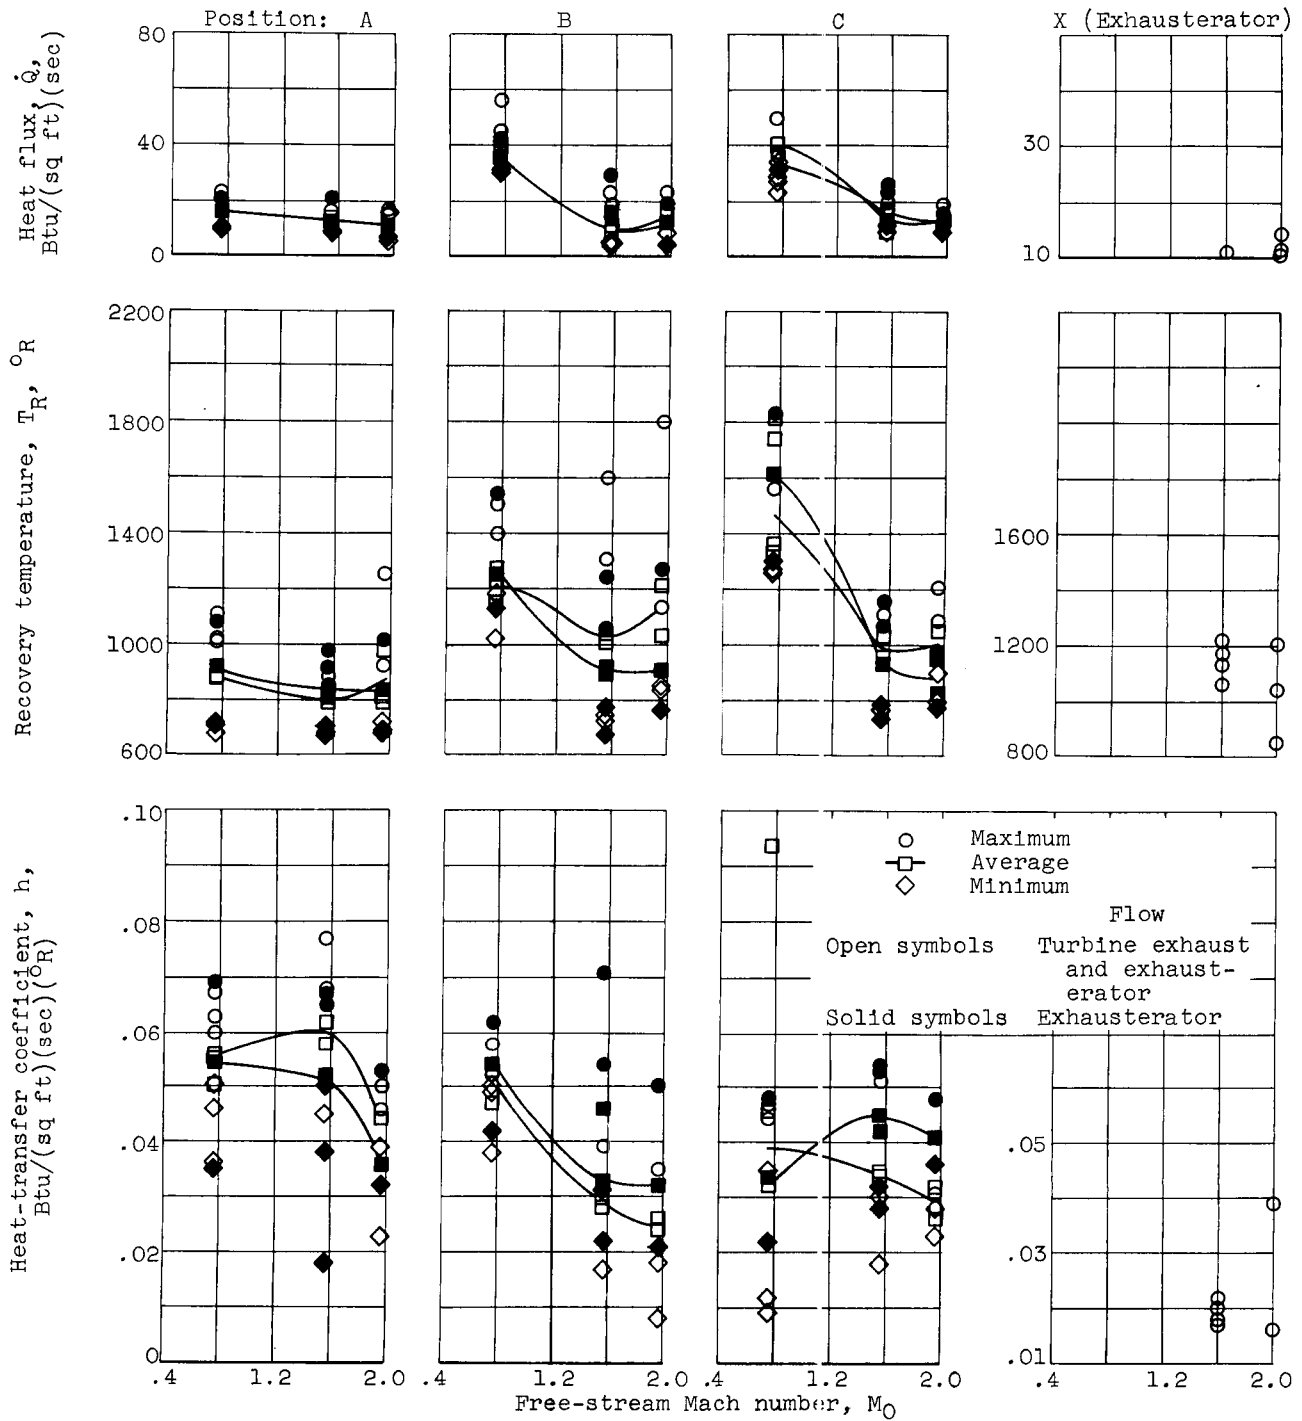 Position: A
B
C
X (Exhausterator)
Heat flux, Q̇,
Btu/(sq ft)(sec)
80
40
0
30
10
Recovery temperature, TR, °R
2200
1800
1400
1000
600
1600
1200
800
Heat-transfer coefficient, h,
Btu/(sq ft)(sec)(°R)
.10
.08
.06
.04
.02
0
Maximum
Average
Minimum
Flow
Open symbols Turbine exhaust
and exhaust-
erator
Solid symbols Exhausterator
.05
.03
.01
.4 1.2 2.0 .4 1.2 2.0 .4 1.2 2.0 .4 1.2 2.0
Free-stream Mach number, M0